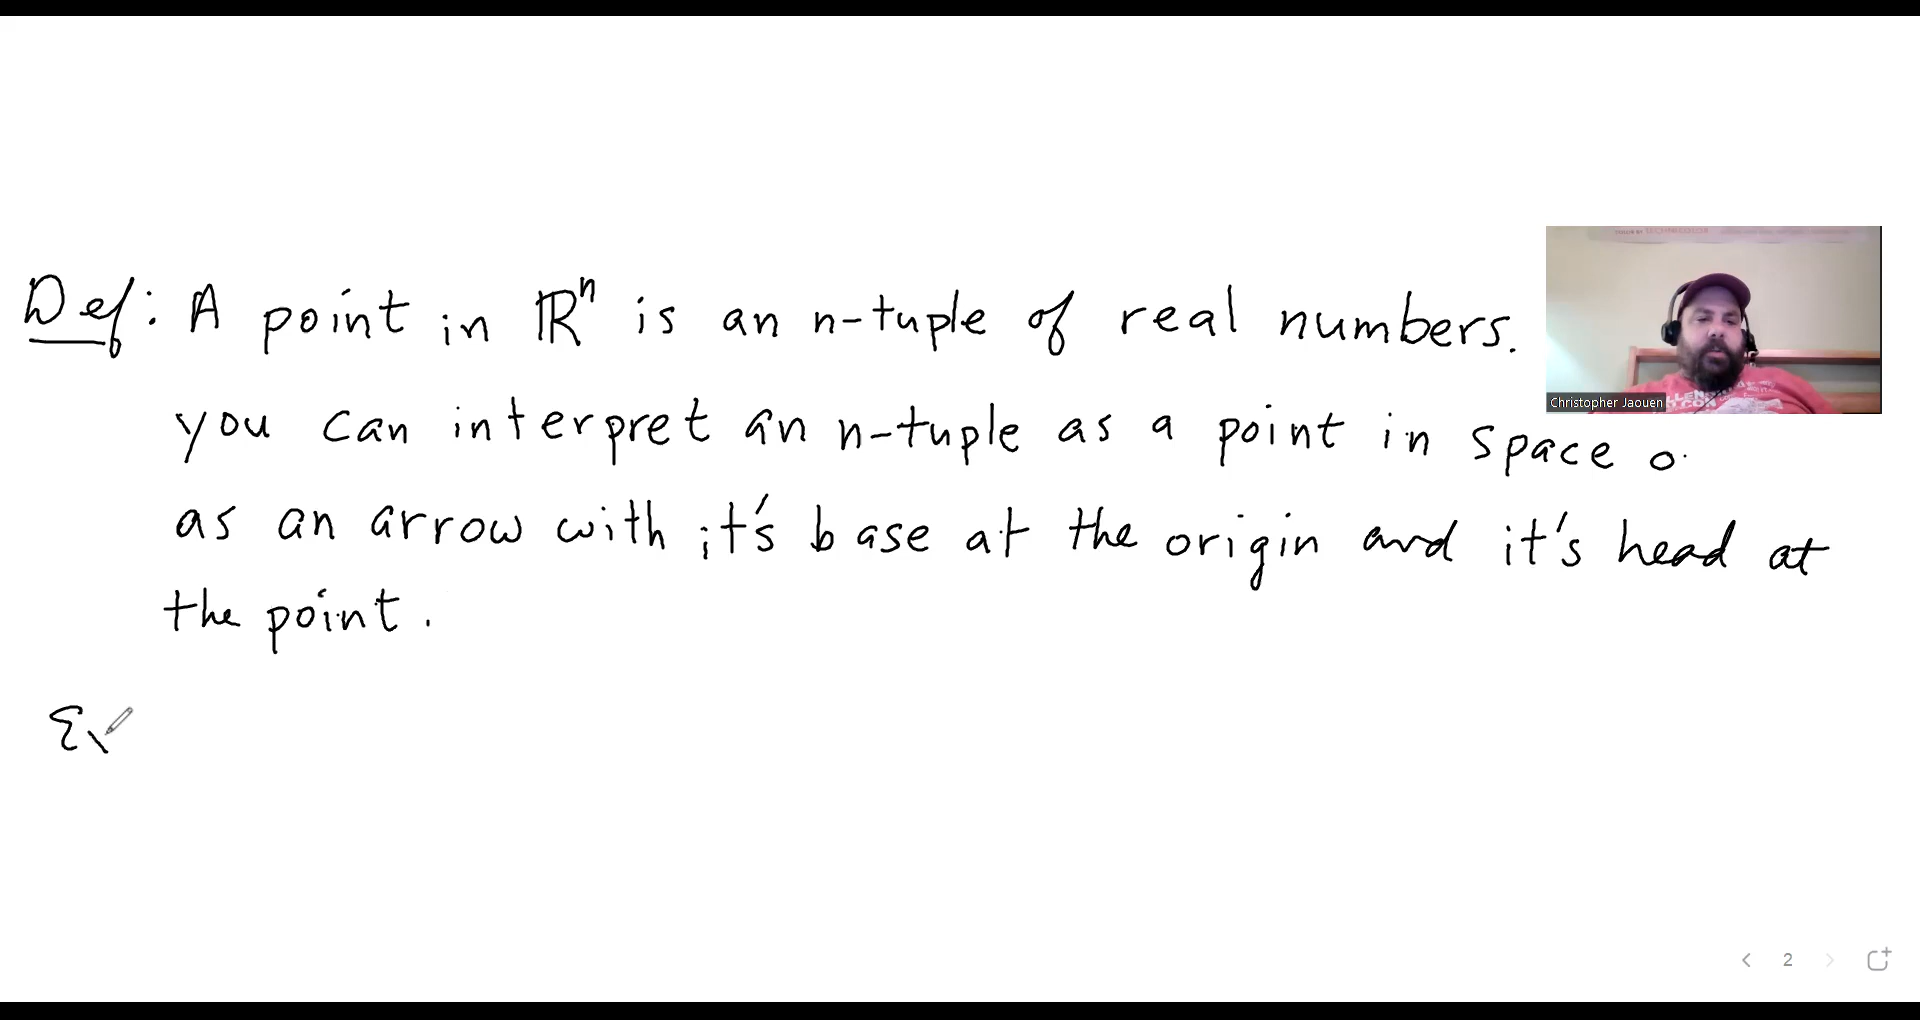 Def: A point in ℝⁿ is an n-tuple of real numbers.
you can interpret an n-tuple as a point in space o
as an arrow with it's base at the origin and it's head at
the point.
Christopher Jaouen
2